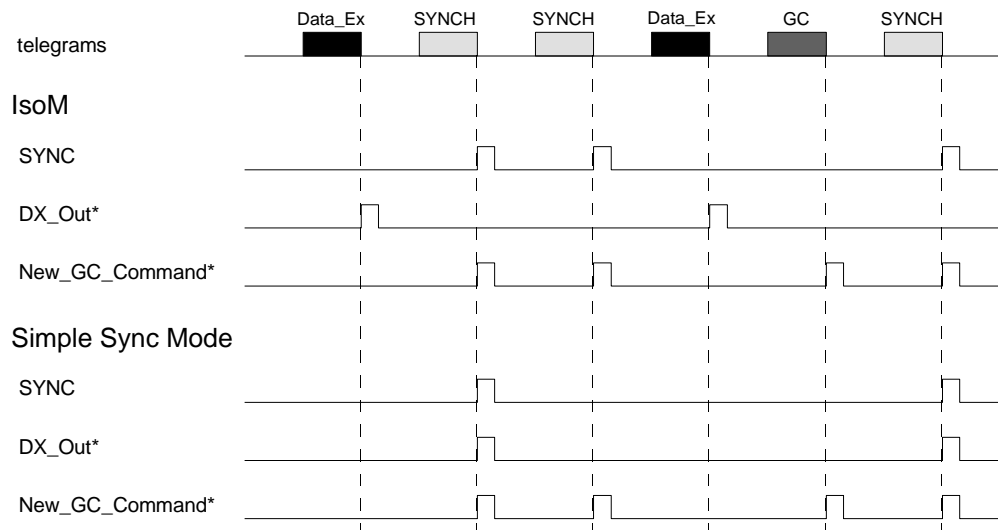 Data_Ex SYNCH SYNCH Data_Ex GC SYNCH
telegrams
IsoM
SYNC
DX_Out*
New_GC_Command*
Simple Sync Mode
SYNC
DX_Out*
New_GC_Command*